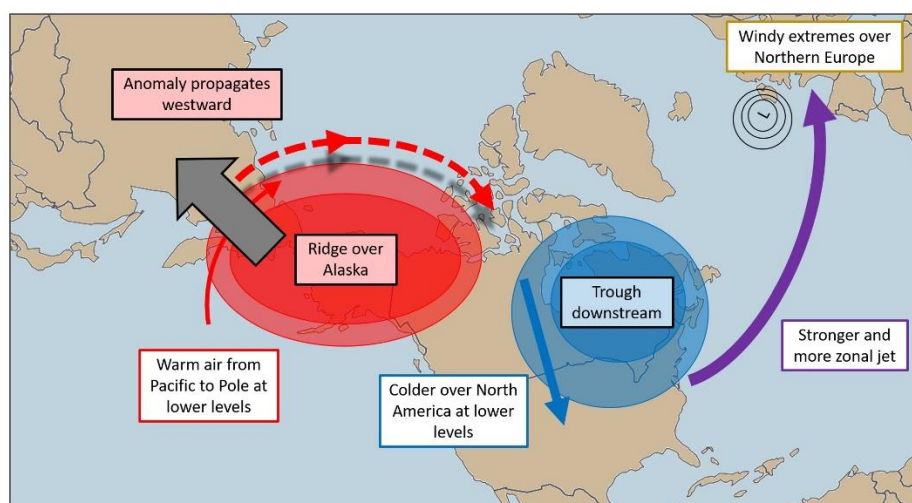 Windy extremes over
Northern Europe
Anomaly propagates
westward
Ridge over
Alaska
Trough
downstream
Warm air from
Pacific to Pole at
lower levels
Colder over North
America at lower
levels
Stronger and
more zonal jet
L